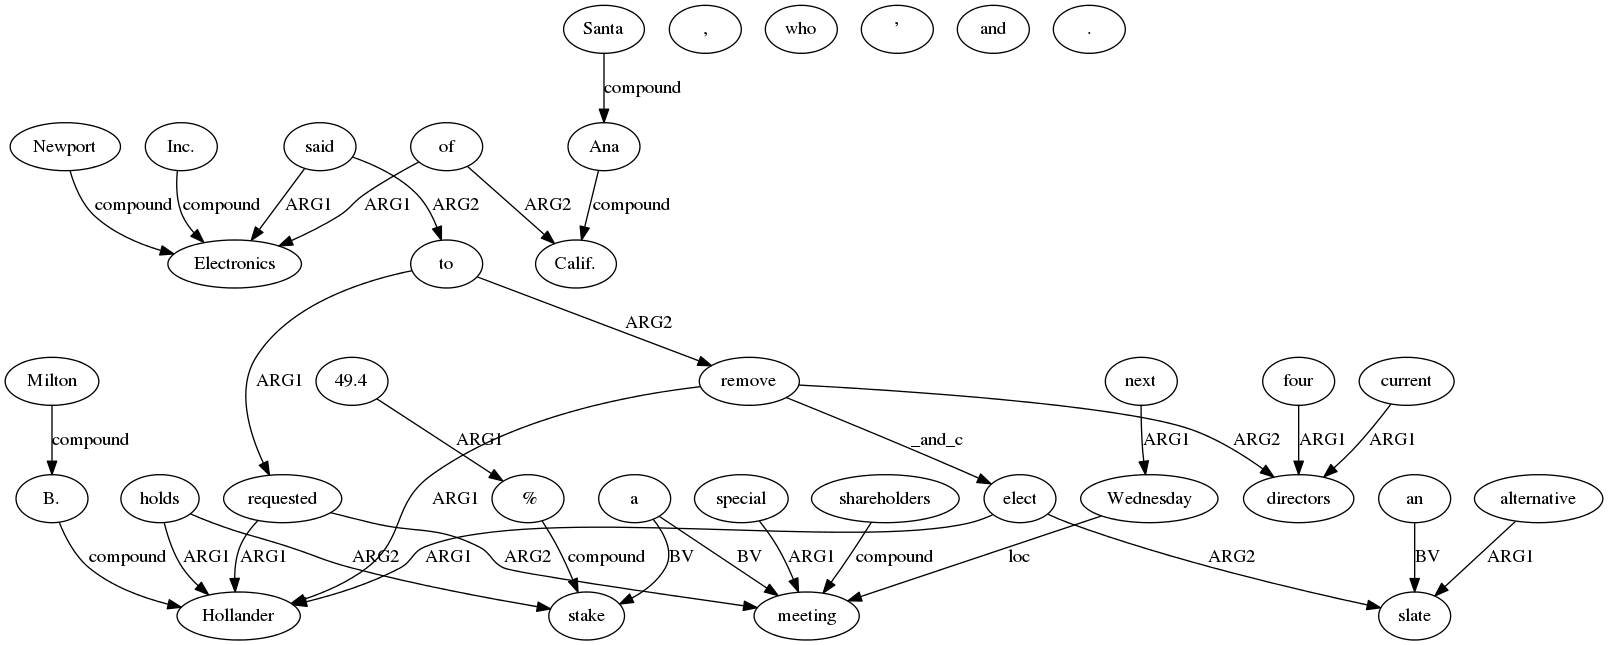 Santa , who ’ and .
compound
Newport Inc. said of Ana
compound compound ARG1 ARG1 ARG2 ARG2 compound
Electronics to Calif.
ARG2
Milton ARG1 49.4 remove next four current
compound ARG1 _and_c ARG1 ARG2 ARG1 ARG1
B. holds requested ARG1 % a special shareholders elect Wednesday directors an alternative
compound ARG1 ARG1 ARG2 ARG1 ARG2 compound BV BV ARG1 compound loc ARG2 BV ARG1
Hollander stake meeting slate